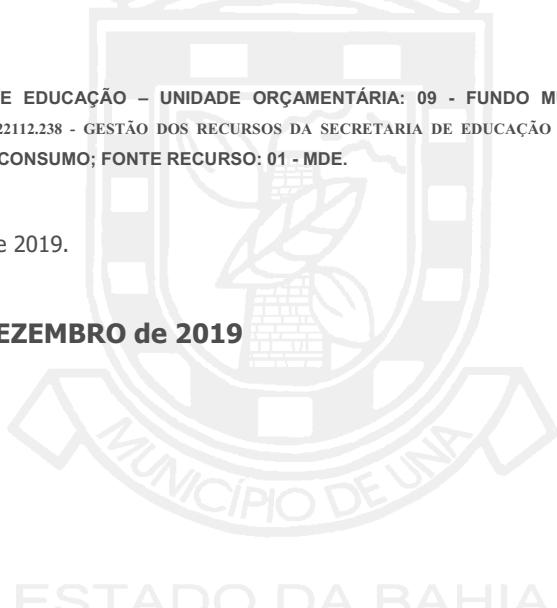 E EDUCAÇÃO – UNIDADE ORÇAMENTÁRIA: 09 - FUNDO M
22112.238 - GESTÃO DOS RECURSOS DA SECRETARIA DE EDUCAÇÃO
CONSUMO; FONTE RECURSO: 01 - MDE.
e 2019.
EZEMBRO de 2019
MUNICÍPIO DE UNA
ESTADO DA BAHIA